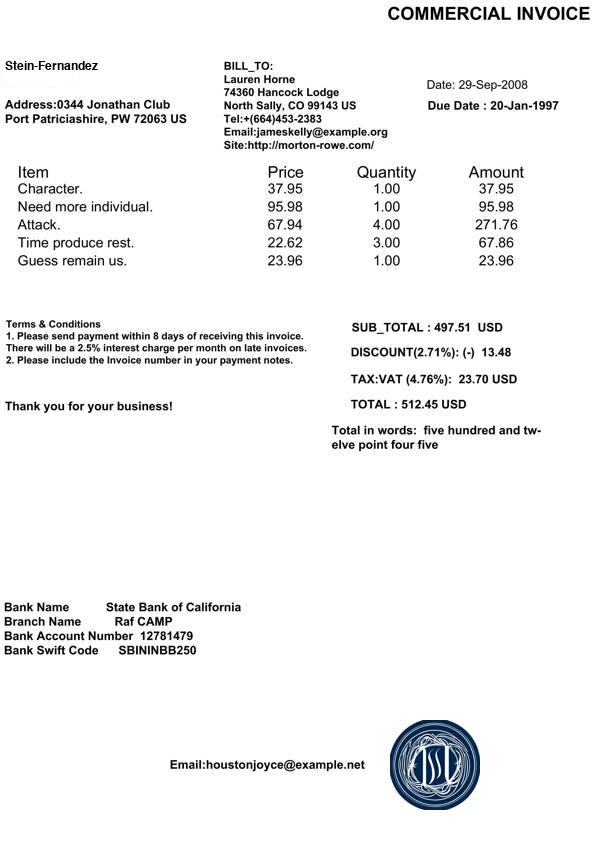 COMMERCIAL INVOICE
Stein-Fernandez
Address:0344 Jonathan Club
Port Patriciashire, PW 72063 US
BILL_TO:
Lauren Horne
74360 Hancock Lodge
North Sally, CO 99143 US
Tel:+(664)453-2383
Email:jameskelly@example.org
Site:http://morton-rowe.com/
Date: 29-Sep-2008
Due Date : 20-Jan-1997
Item Price Quantity Amount
Character. 37.95 1.00 37.95
Need more individual. 95.98 1.00 95.98
Attack. 67.94 4.00 271.76
Time produce rest. 22.62 3.00 67.86
Guess remain us. 23.96 1.00 23.96
Terms & Conditions
1. Please send payment within 8 days of receiving this invoice.
There will be a 2.5% interest charge per month on late invoices.
2. Please include the Invoice number in your payment notes.
Thank you for your business!
SUB_TOTAL : 497.51 USD
DISCOUNT(2.71%): (-) 13.48
TAX:VAT (4.76%): 23.70 USD
TOTAL : 512.45 USD
Total in words: five hundred and tw-
elve point four five
Bank Name State Bank of California
Branch Name Raf CAMP
Bank Account Number 12781479
Bank Swift Code SBININBB250
Email:houstonjoyce@example.net